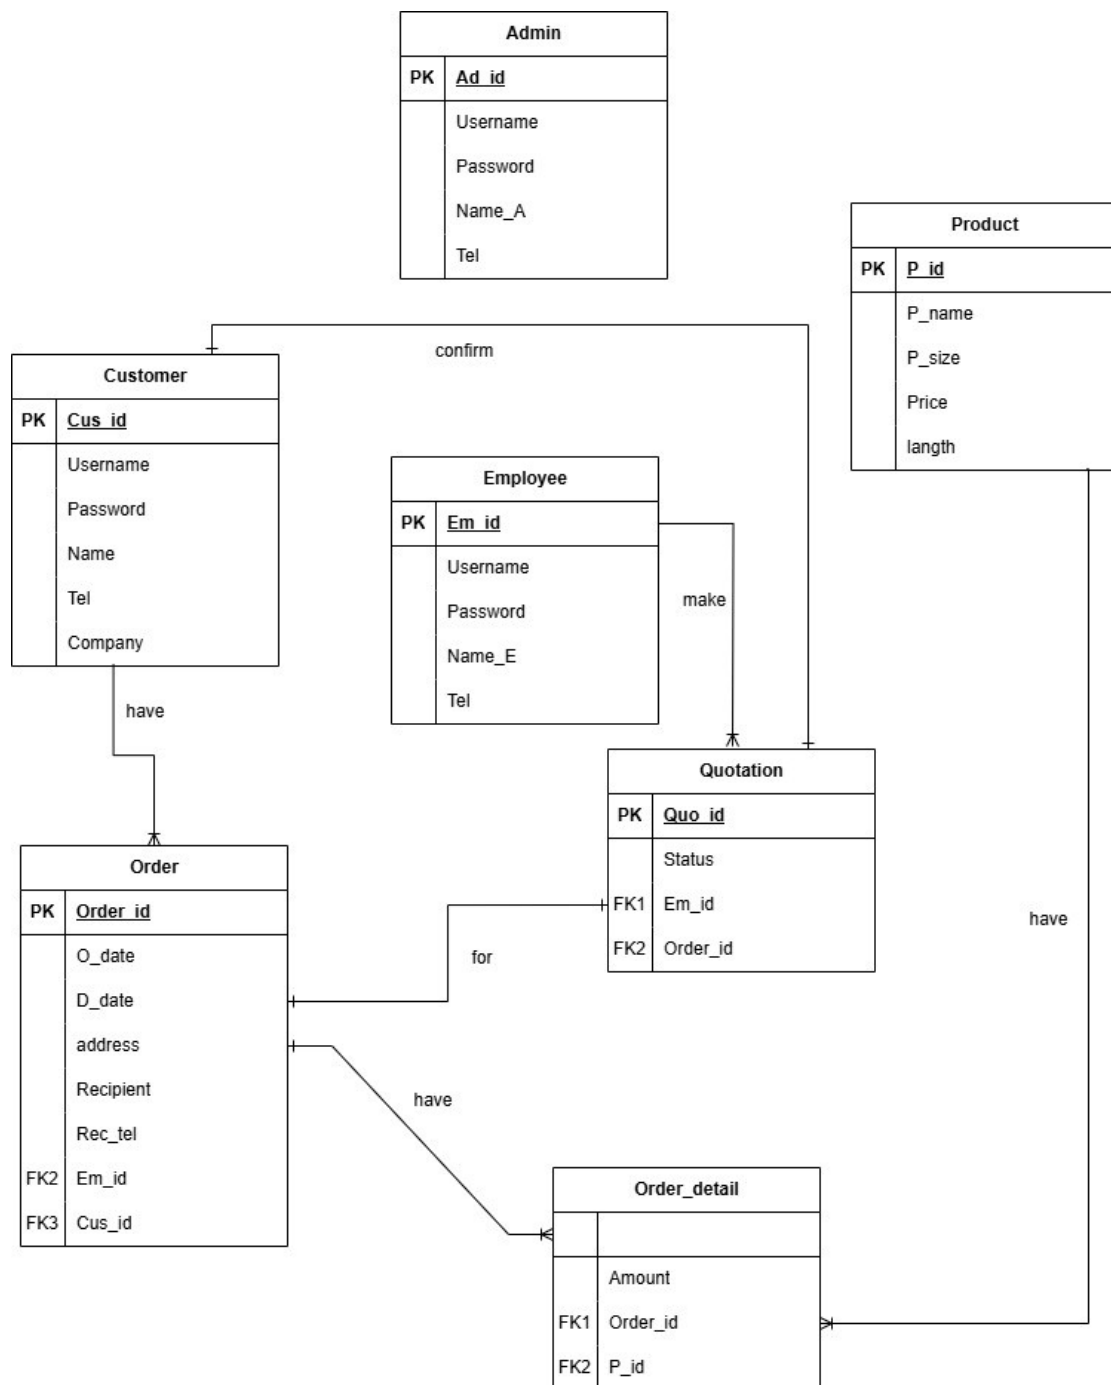 Admin
PK Ad_id
Username
Password
Name_A
Tel
Product
PK P_id
P_name
P_size
Price
langth
confirm
Customer
PK Cus_id
Username
Password
Name
Tel
Company
Employee
PK Em_id
Username
Password
Name_E
Tel
make
have
Quotation
PK Quo_id
Status
FK1 Em_id
FK2 Order_id
Order
PK Order_id
O_date
D_date
address
Recipient
Rec_tel
FK2 Em_id
FK3 Cus_id
for
have
have
Order_detail
Amount
FK1 Order_id
FK2 P_id